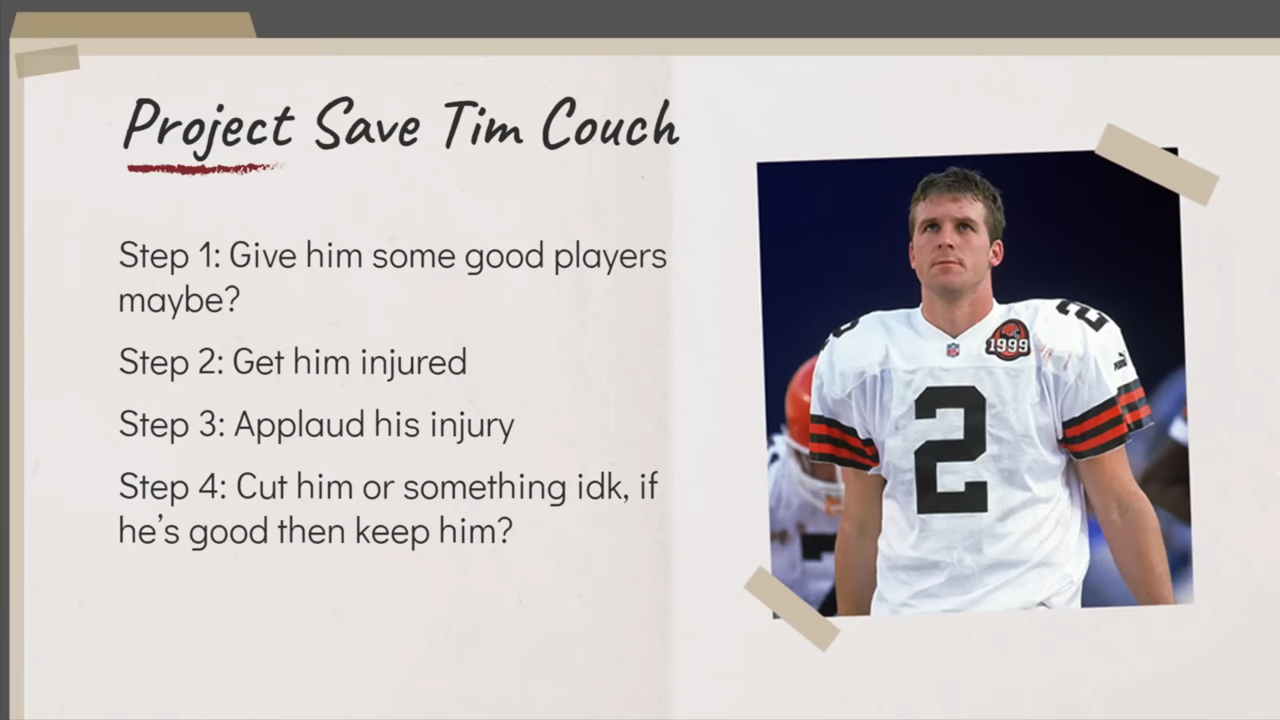 Project Save Tim Couch
Step 1: Give him some good players
maybe?
Step 2: Get him injured
Step 3: Applaud his injury
Step 4: Cut him or something idk, if
he's good then keep him?
2
2
1999
2